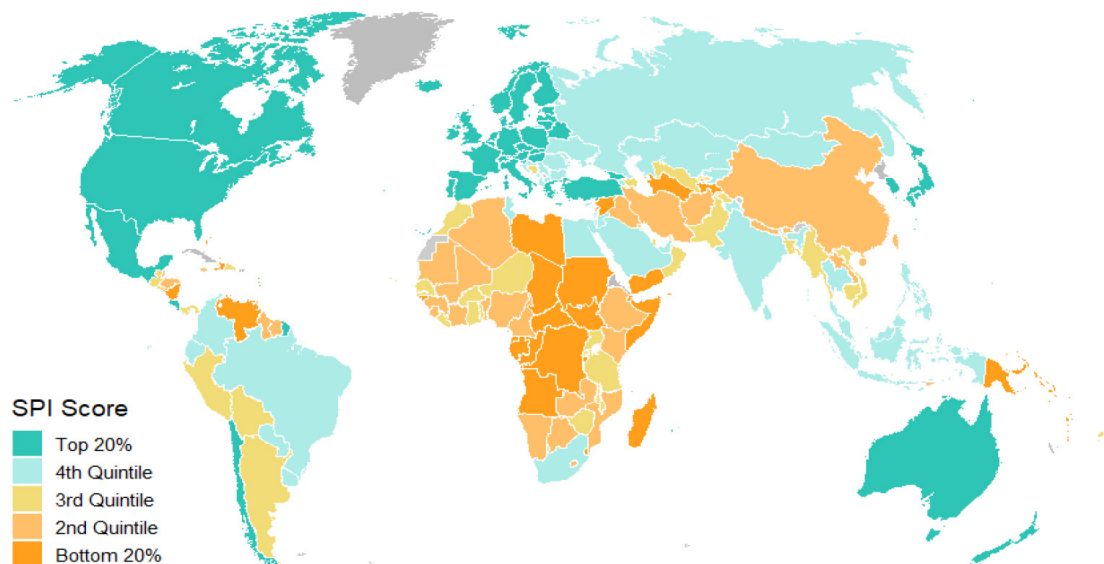 SPI Score
Top 20%
4th Quintile
3rd Quintile
2nd Quintile
Bottom 20%